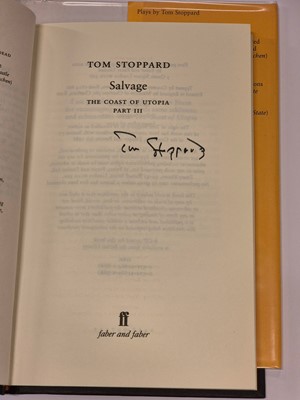 Plays by Tom Stoppard
TOM STOPPARD
Salvage
THE COAST OF UTOPIA
PART III
Tom Stoppard
ff
faber and faber